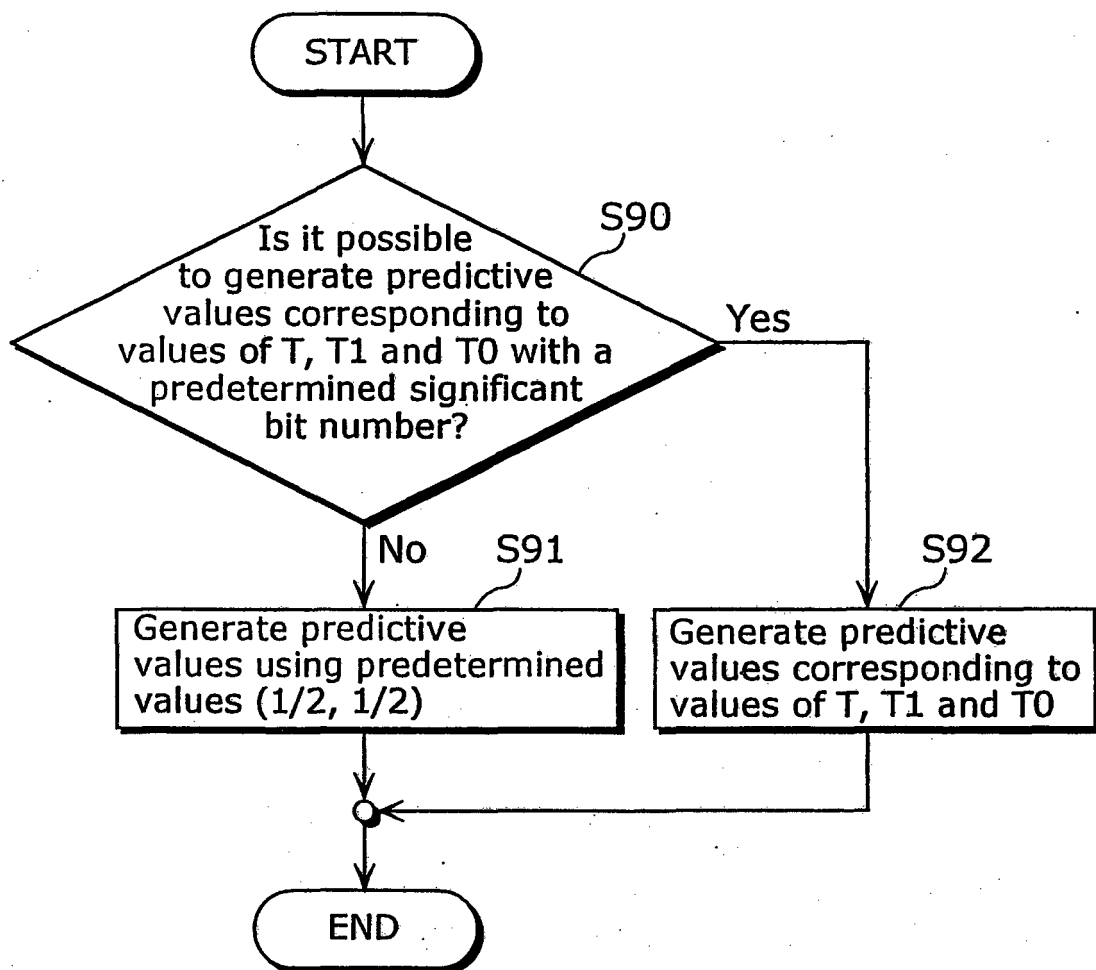 START
S90
Is it possible
to generate predictive
values corresponding to
values of T, T1 and T0 with a
predetermined significant
bit number?
Yes
No
S91
Generate predictive
values using predetermined
values (1/2, 1/2)
S92
Generate predictive
values corresponding to
values of T, T1 and T0
END